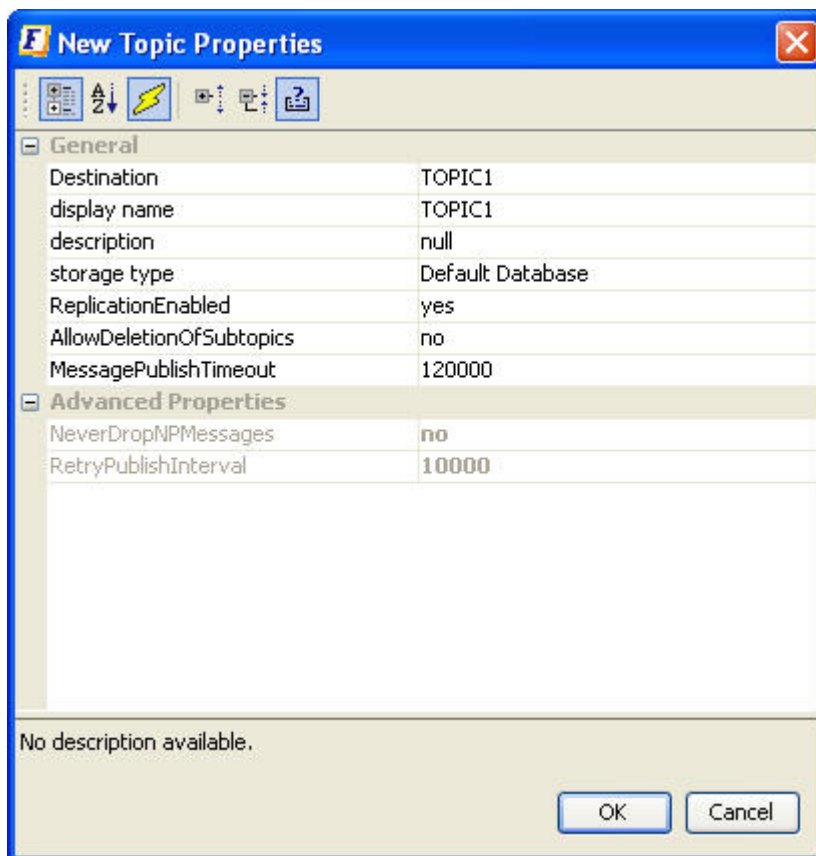 F New Topic Properties
A Z
General
Destination TOPIC1
display name TOPIC1
description null
storage type Default Database
ReplicationEnabled yes
AllowDeletionOfSubtopics no
MessagePublishTimeout 120000
Advanced Properties
NeverDropNPMessages no
RetryPublishInterval 10000
No description available.
OK Cancel